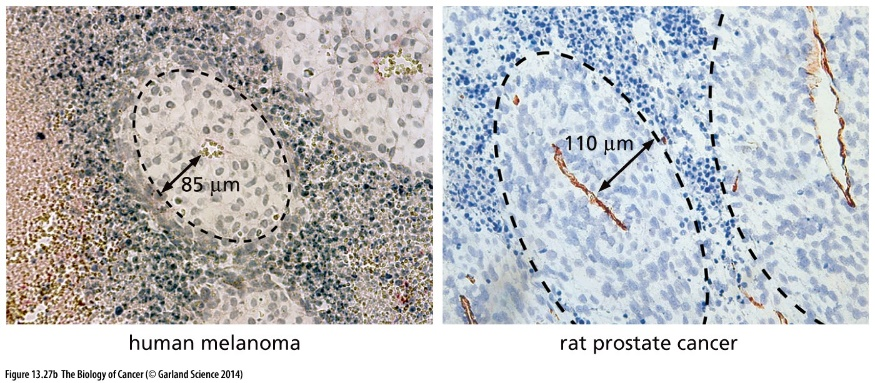 85 µm
110 µm
human melanoma
rat prostate cancer
Figure 13.27b The Biology of Cancer (© Garland Science 2014)